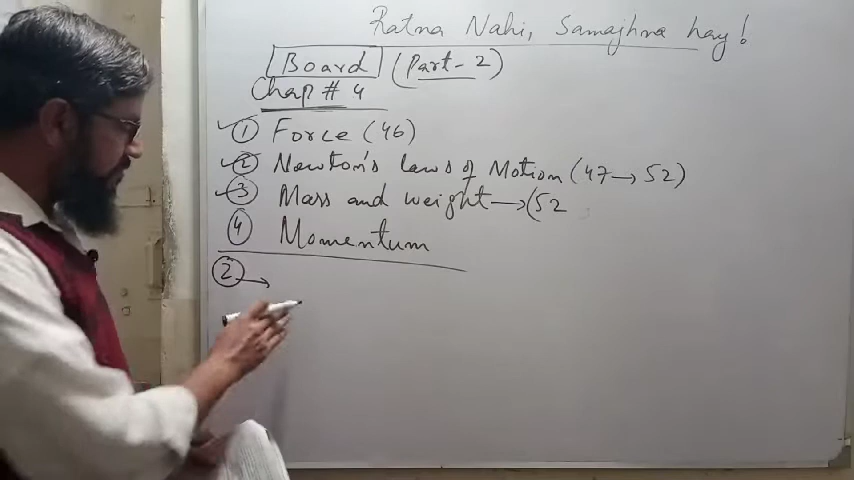 Ratna Nahi, Samajhna hay!
Board (Part-2)
Chap # 4
① Force (46)
② Newton's laws of Motion (47 → 52)
③ Mass and weight → (52
④ Momentum
② →